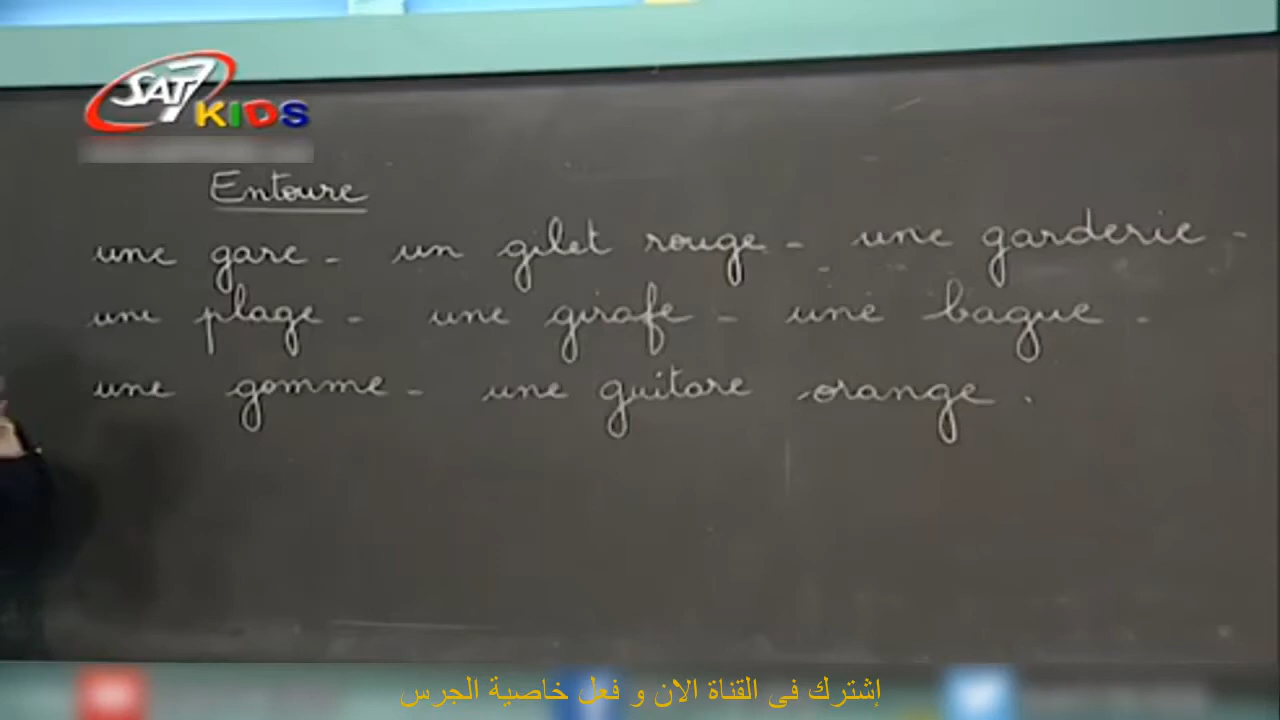 SAT7
KIDS
Entoure
une gare - un gilet rouge - une garderie -
une plage - une girafe - une bague -
une gomme - une guitare orange .
إشترك فى القناة الان و فعل خاصية الجرس